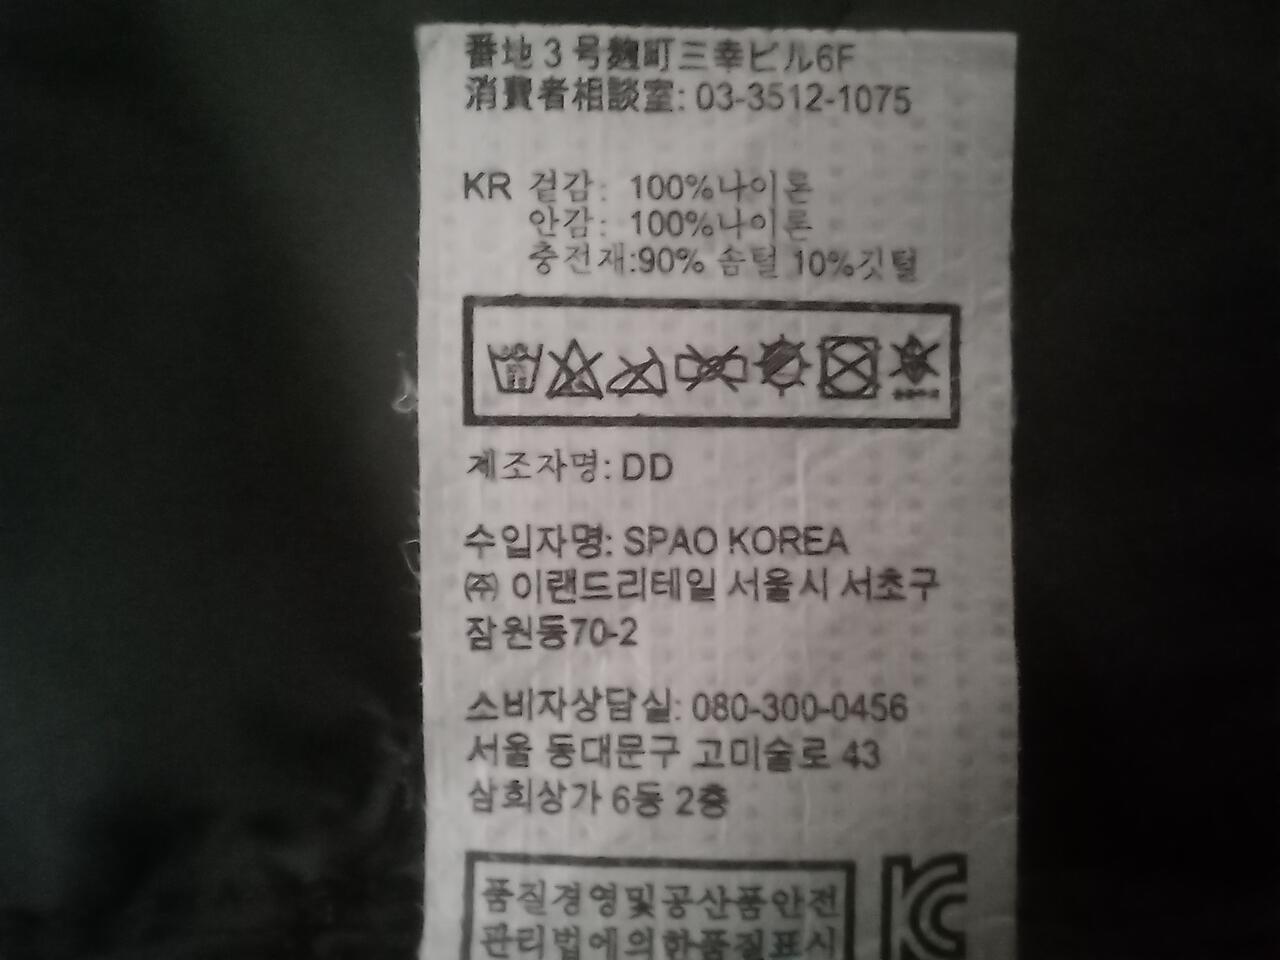 番地 3 号麹町三幸ビル6F
消費者相談室: 03-3512-1075
KR 겉감: 100%나이론
안감: 100%나이론
충전재:90% 솜털 10%깃털
제조자명: DD
수입자명: SPAO KOREA
㈜ 이랜드리테일 서울시 서초구
잠원동70-2
소비자상담실: 080-300-0456
서울 동대문구 고미술로 43
삼희상가 6동 2층
품질경영및공산품안전
관리법에의한품질표시
KC